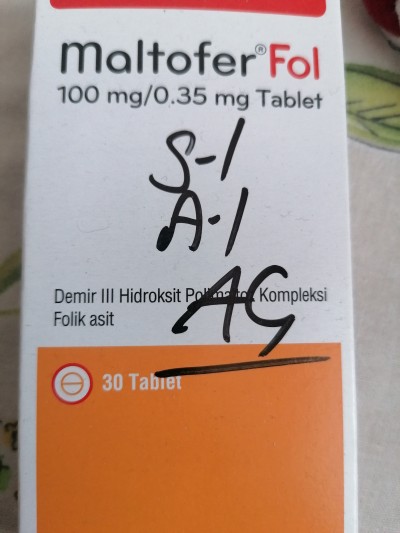 maltofer® Fol
100 mg/0.35 mg Tablet
S-1
A-1
Demir III Hidroksit Polimaltoz Kompleksi
Folik asit
AG
30 Tablet